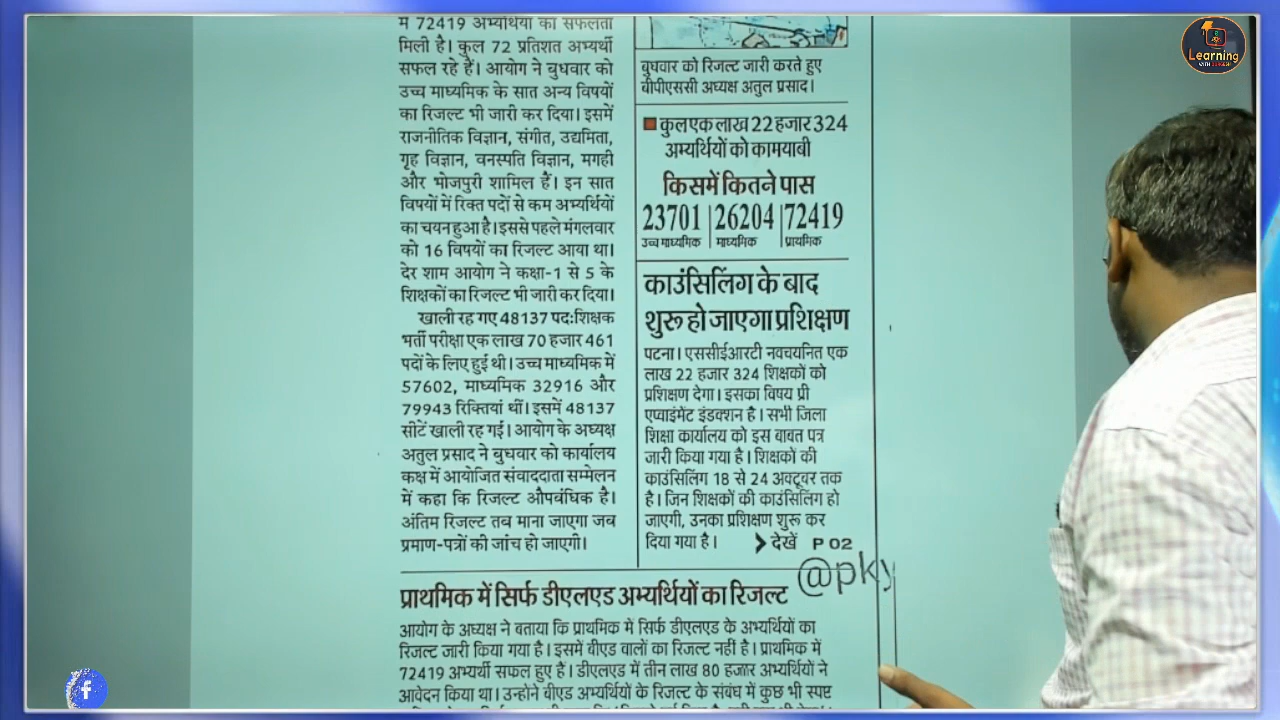 में 72419 अभ्यर्थियों को सफलता
मिली है। कुल 72 प्रतिशत अभ्यर्थी
सफल रहे हैं। आयोग ने बुधवार को
उच्च माध्यमिक के सात अन्य विषयों
का रिजल्ट भी जारी कर दिया। इसमें
राजनीतिक विज्ञान, संगीत, उद्यमिता,
गृह विज्ञान, वनस्पति विज्ञान, मगही
और भोजपुरी शामिल हैं। इन सात
विषयों में रिक्त पदों से कम अभ्यर्थियों
का चयन हुआ है। इससे पहले मंगलवार
को 16 विषयों का रिजल्ट आया था।
देर शाम आयोग ने कक्षा-1 से 5 के
शिक्षकों का रिजल्ट भी जारी कर दिया।
खाली रह गए 48137 पद:शिक्षक
भर्ती परीक्षा एक लाख 70 हजार 461
पदों के लिए हुई थी। उच्च माध्यमिक में
57602, माध्यमिक 32916 और
79943 रिक्तियां थीं। इसमें 48137
सीटें खाली रह गई। आयोग के अध्यक्ष
अतुल प्रसाद ने बुधवार को कार्यालय
कक्ष में आयोजित संवाददाता सम्मेलन
में कहा कि रिजल्ट औपबंधिक है।
अंतिम रिजल्ट तब माना जाएगा जब
प्रमाण-पत्रों की जांच हो जाएगी।
बुधवार को रिजल्ट जारी करते हुए
बीपीएससी अध्यक्ष अतुल प्रसाद।
कुल एक लाख 22 हजार 324
अभ्यर्थियों को कामयाबी
किसमें कितने पास
23701 26204 72419
उच्च माध्यमिक माध्यमिक प्राथमिक
काउंसिलिंग के बाद
शुरू हो जाएगा प्रशिक्षण
पटना। एससीईआरटी नवचयनित एक
लाख 22 हजार 324 शिक्षकों को
प्रशिक्षण देगा। इसका विषय प्री
एप्वाइंमेंट इंडक्शन है। सभी जिला
शिक्षा कार्यालय को इस बाबत पत्र
जारी किया गया है। शिक्षकों की
काउंसिलिंग 18 से 24 अक्टूबर तक
है। जिन शिक्षकों की काउंसिलिंग हो
जाएगी, उनका प्रशिक्षण शुरू कर
दिया गया है। देखें P 02
@pky
प्राथमिक में सिर्फ डीएलएड अभ्यर्थियों का रिजल्ट
आयोग के अध्यक्ष ने बताया कि प्राथमिक में सिर्फ डीएलएड के अभ्यर्थियों का
रिजल्ट जारी किया गया है। इसमें बीएड वालों का रिजल्ट नहीं है। प्राथमिक में
72419 अभ्यर्थी सफल हुए हैं। डीएलएड में तीन लाख 80 हजार अभ्यर्थियों ने
आवेदन किया था। उन्होंने बीएड अभ्यर्थियों के रिजल्ट के संबंध में कुछ भी स्पष्ट
Learning
f